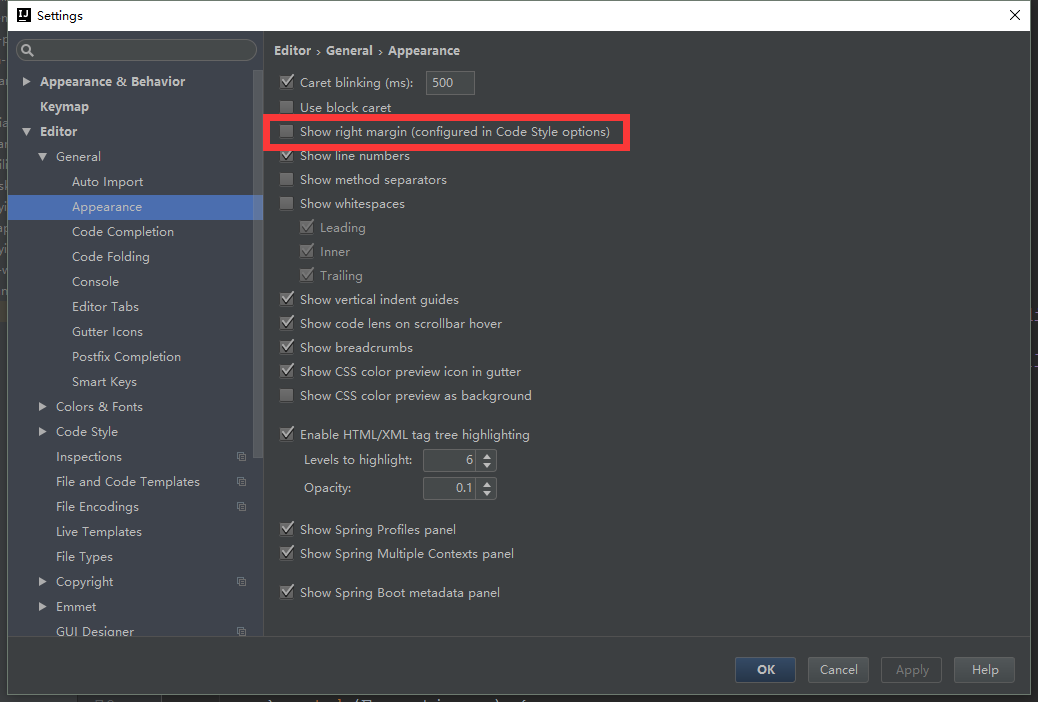 Settings
Editor › General › Appearance
Appearance & Behavior
Keymap
Editor
General
Auto Import
Appearance
Code Completion
Code Folding
Console
Editor Tabs
Gutter Icons
Postfix Completion
Smart Keys
Colors & Fonts
Code Style
Inspections
File and Code Templates
File Encodings
Live Templates
File Types
Copyright
Emmet
GUI Designer
Caret blinking (ms): 500
Use block caret
Show right margin (configured in Code Style options)
Show line numbers
Show method separators
Show whitespaces
Leading
Inner
Trailing
Show vertical indent guides
Show code lens on scrollbar hover
Show breadcrumbs
Show CSS color preview icon in gutter
Show CSS color preview as background
Enable HTML/XML tag tree highlighting
Levels to highlight: 6
Opacity: 0.1
Show Spring Profiles panel
Show Spring Multiple Contexts panel
Show Spring Boot metadata panel
OK Cancel Apply Help